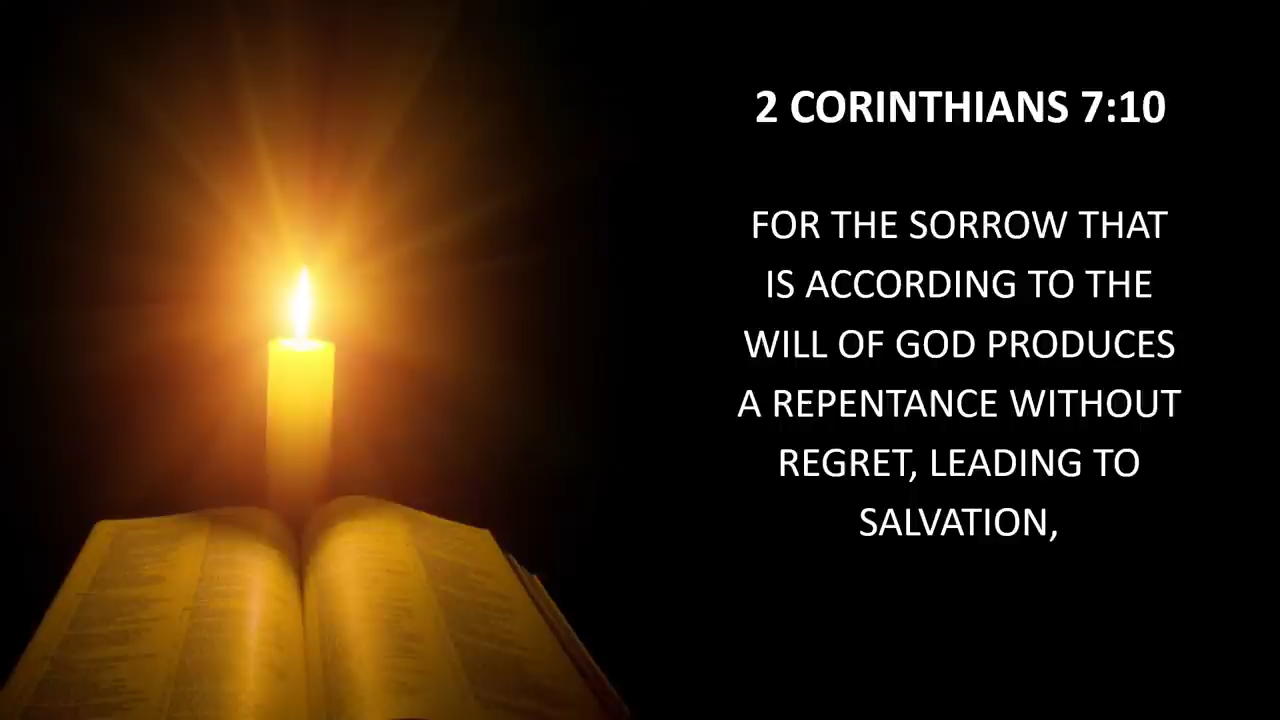 2 CORINTHIANS 7:10
FOR THE SORROW THAT
IS ACCORDING TO THE
WILL OF GOD PRODUCES
A REPENTANCE WITHOUT
REGRET, LEADING TO
SALVATION,